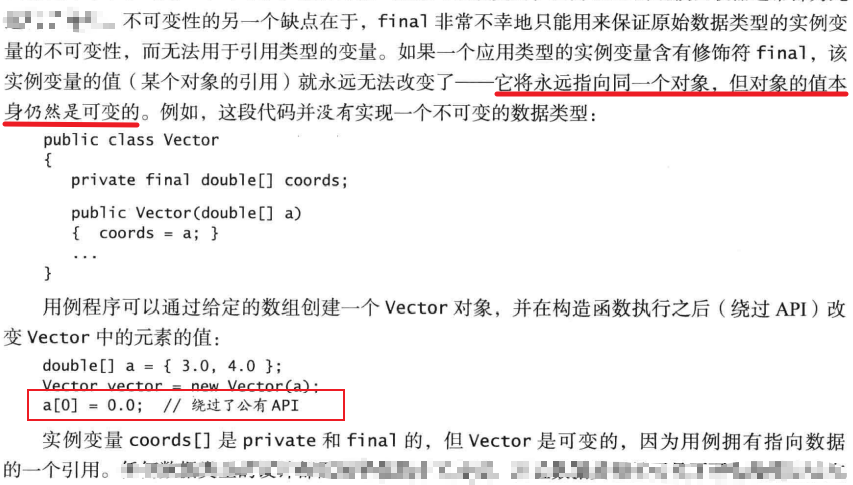 不可变性的另一个缺点在于，final 非常不幸地只能用来保证原始数据类型的实例变
量的不可变性，而无法用于引用类型的变量。如果一个应用类型的实例变量含有修饰符 final，该
实例变量的值（某个对象的引用）就永远无法改变了——它将永远指向同一个对象，但对象的值本
身仍然是可变的。例如，这段代码并没有实现一个不可变的数据类型：
public class Vector
{
private final double[] coords;
public Vector(double[] a)
{ coords = a; }
...
}
用例程序可以通过给定的数组创建一个 Vector 对象，并在构造函数执行之后（绕过 API）改
变 Vector 中的元素的值：
double[] a = { 3.0, 4.0 };
Vector vector = new Vector(a);
a[0] = 0.0; // 绕过了公有 API
实例变量 coords[] 是 private 和 final 的，但 Vector 是可变的，因为用例拥有指向数据
的一个引用。